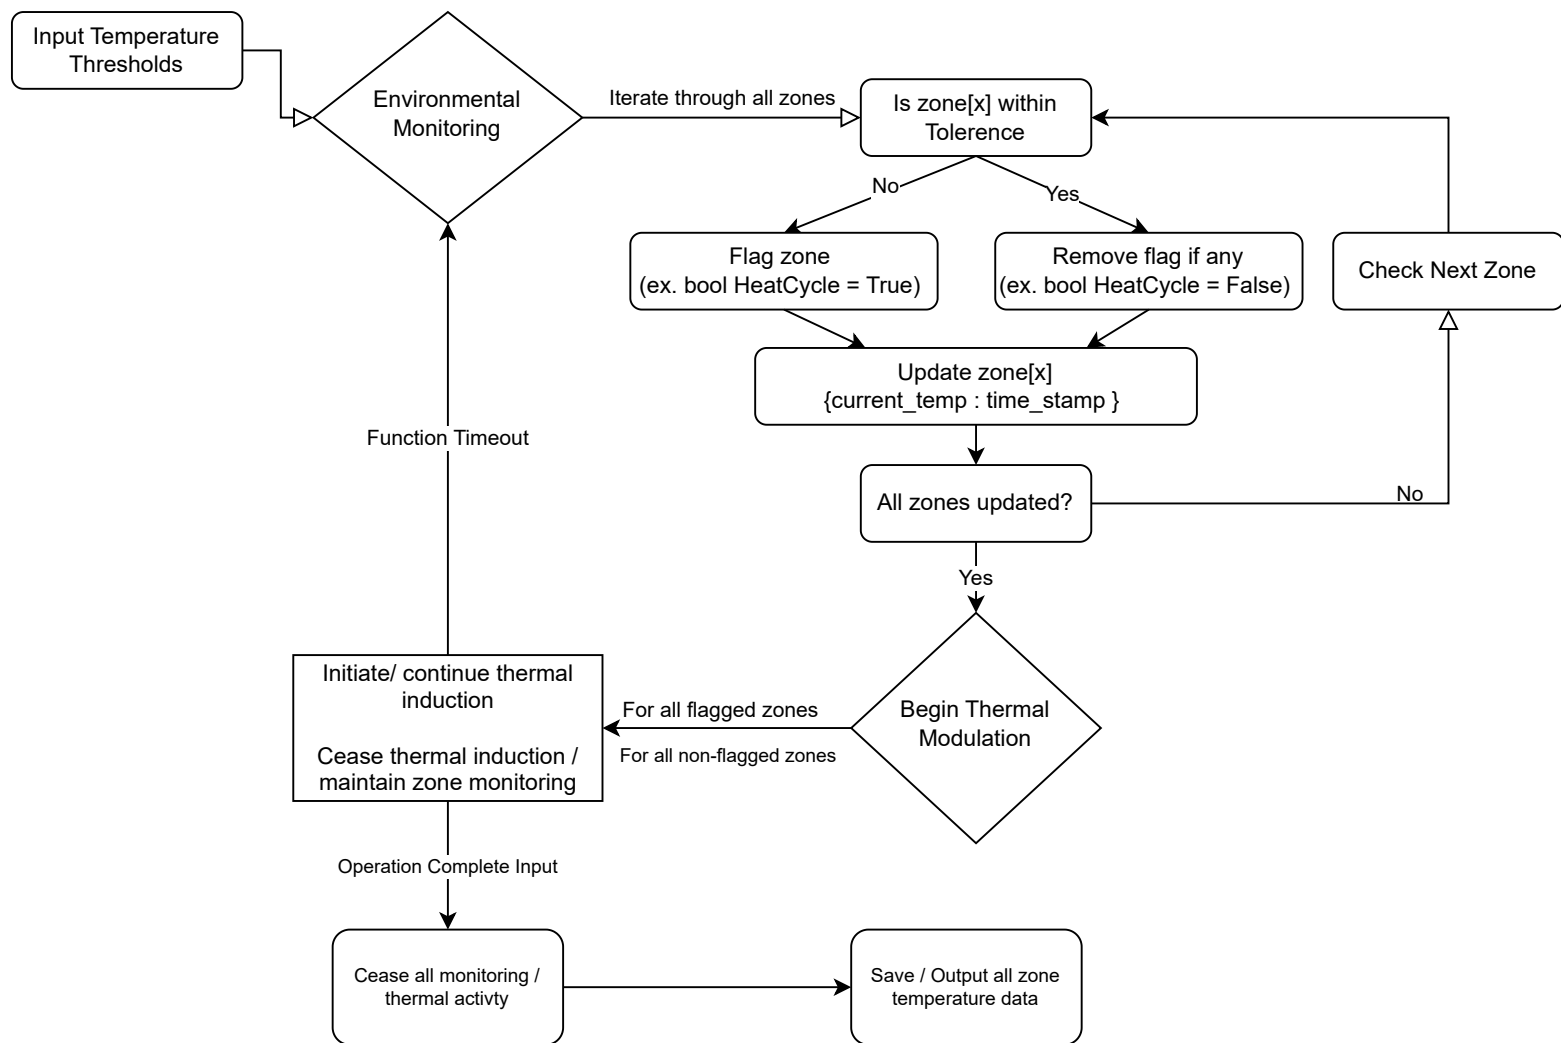 Input Temperature
Thresholds
Environmental
Monitoring
Iterate through all zones
Is zone[x] within
Tolerence
No
Yes
Flag zone
(ex. bool HeatCycle = True)
Remove flag if any
(ex. bool HeatCycle = False)
Check Next Zone
Update zone[x]
{current_temp : time_stamp }
Function Timeout
All zones updated?
No
Yes
Initiate/ continue thermal
induction
Cease thermal induction /
maintain zone monitoring
For all flagged zones
For all non-flagged zones
Begin Thermal
Modulation
Operation Complete Input
Cease all monitoring /
thermal activty
Save / Output all zone
temperature data